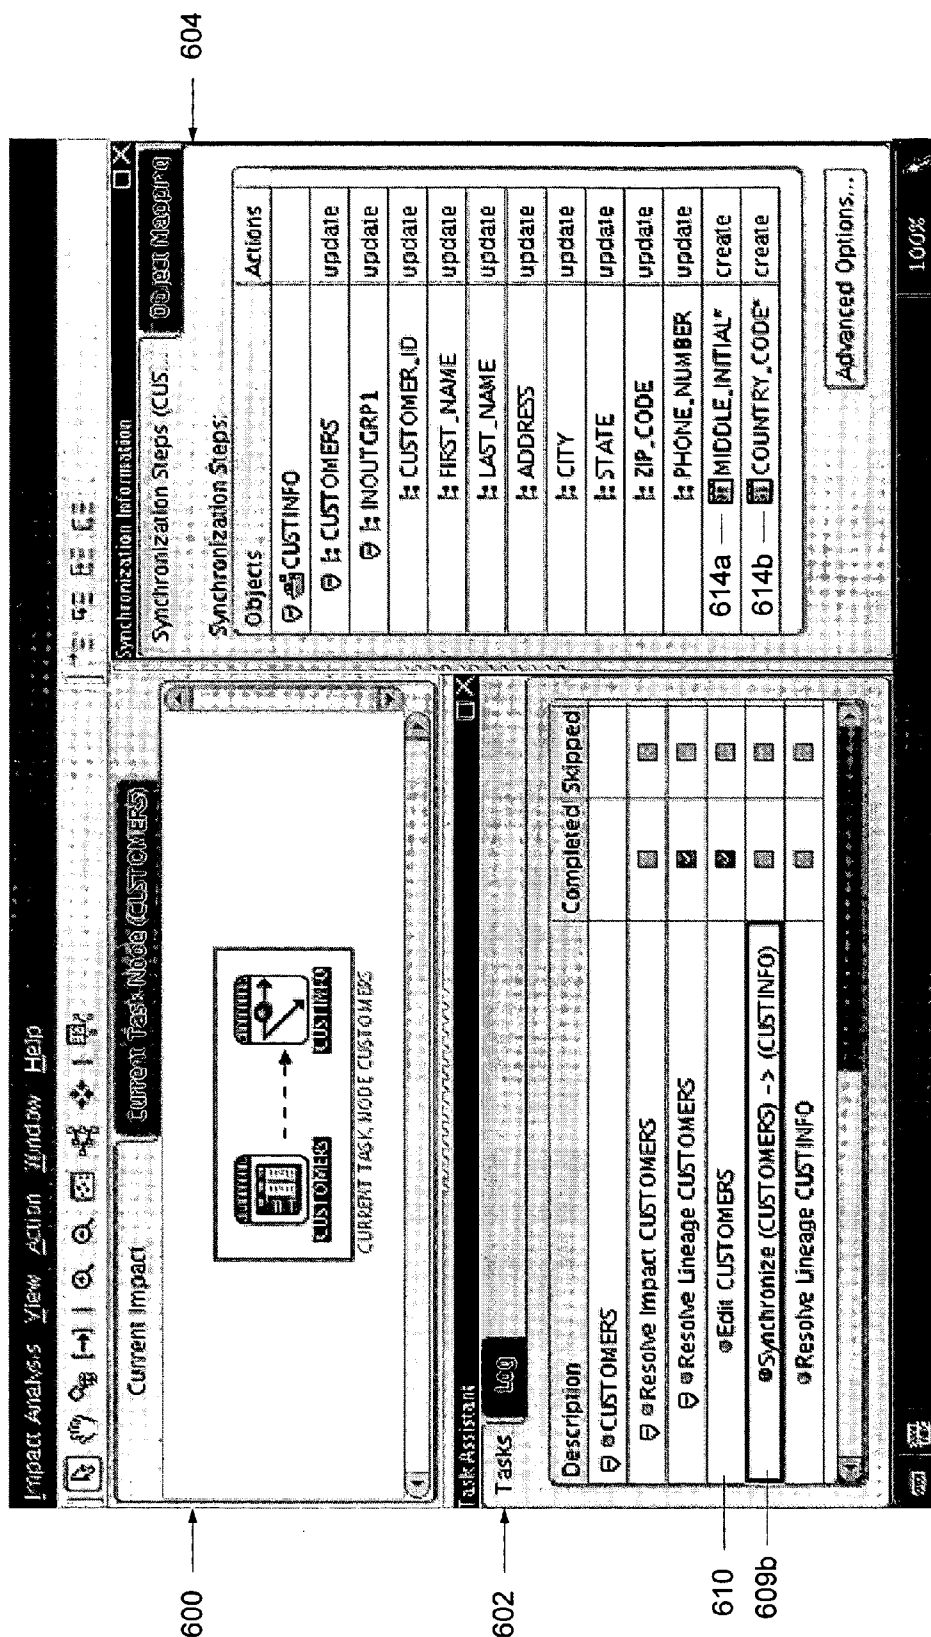 Impact Analysis View Action Window Help
Current Impact
Current Task Node (CUSTOMERS)
CUSTOMERS
CUSTINFO
CURRENT TASK, NODE CUSTOMERS
Task Assistant
Tasks
Log
Description Completed Skipped
CUSTOMERS
Resolve Impact CUSTOMERS
Resolve Lineage CUSTOMERS
Edit CUSTOMERS
Synchronize (CUSTOMERS) -> (CUSTINFO)
Resolve Lineage CUSTINFO
Synchronization Information
Synchronization Steps (CUS...
Object Mapping
Synchronization Steps:
Objects Actions
CUSTINFO
CUSTOMERS update
INOUTGRP1 update
CUSTOMER_ID update
FIRST_NAME update
LAST_NAME update
ADDRESS update
CITY update
STATE update
ZIP_CODE update
PHONE_NUMBER update
614a MIDDLE_INITIAL* create
614b COUNTRY_CODE* create
Advanced Options...
100%
600
602
604
610
609b